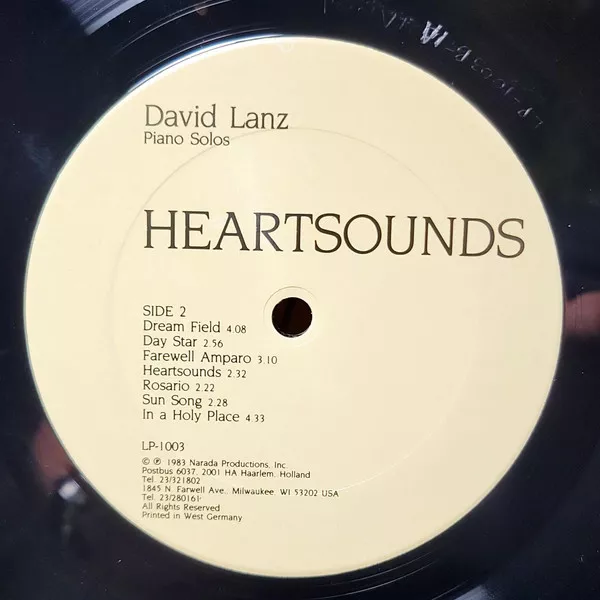 David Lanz
Piano Solos
HEARTSOUNDS
SIDE 2
Dream Field 4.08
Day Star 2.56
Farewell Amparo 3.10
Heartsounds 2.32
Rosario 2.22
Sun Song 2.28
In a Holy Place 4.33
LP-1003
© ℗ 1983 Narada Productions, Inc.
Postbus 6037, 2001 HA Haarlem, Holland
Tel. 23/321802
1845 N. Farwell Ave., Milwaukee, WI 53202 USA
Tel. 23/280161
All Rights Reserved
Printed in West Germany
LP-1003 B-1A